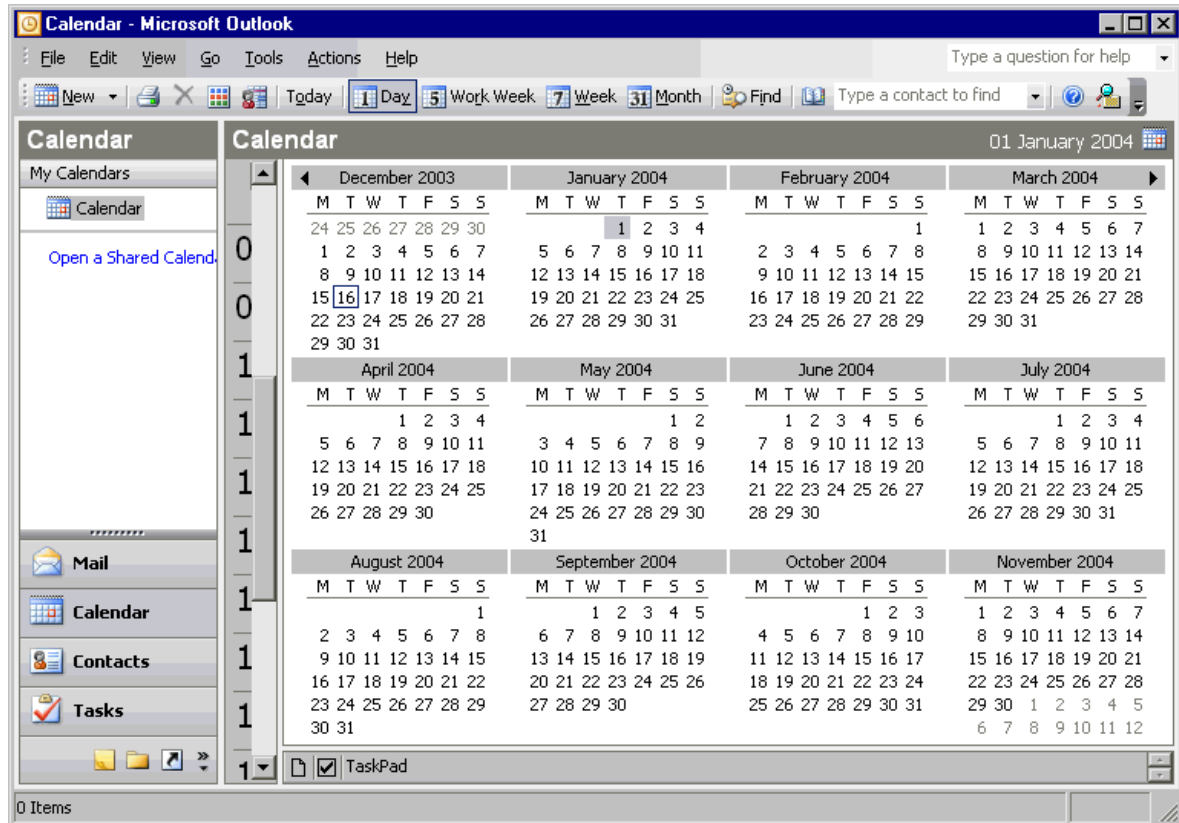 Calendar - Microsoft Outlook
File Edit View Go Tools Actions Help Type a question for help
New Today 1 Day 5 Work Week 7 Week 31 Month Find Type a contact to find
Calendar Calendar 01 January 2004
My Calendars
Calendar
Open a Shared Calend
December 2003 January 2004 February 2004 March 2004
M T W T F S S M T W T F S S M T W T F S S M T W T F S S
24 25 26 27 28 29 30 1 2 3 4 1 1 2 3 4 5 6 7
0 1 2 3 4 5 6 7 5 6 7 8 9 10 11 2 3 4 5 6 7 8 8 9 10 11 12 13 14
8 9 10 11 12 13 14 12 13 14 15 16 17 18 9 10 11 12 13 14 15 15 16 17 18 19 20 21
0 15 16 17 18 19 20 21 19 20 21 22 23 24 25 16 17 18 19 20 21 22 22 23 24 25 26 27 28
22 23 24 25 26 27 28 26 27 28 29 30 31 23 24 25 26 27 28 29 29 30 31
29 30 31
1 April 2004 May 2004 June 2004 July 2004
M T W T F S S M T W T F S S M T W T F S S M T W T F S S
1 1 2 3 4 1 2 1 2 3 4 5 6 1 2 3 4
5 6 7 8 9 10 11 3 4 5 6 7 8 9 7 8 9 10 11 12 13 5 6 7 8 9 10 11
12 13 14 15 16 17 18 10 11 12 13 14 15 16 14 15 16 17 18 19 20 12 13 14 15 16 17 18
1 19 20 21 22 23 24 25 17 18 19 20 21 22 23 21 22 23 24 25 26 27 19 20 21 22 23 24 25
26 27 28 29 30 24 25 26 27 28 29 30 28 29 30 26 27 28 29 30 31
1 31
Mail August 2004 September 2004 October 2004 November 2004
M T W T F S S M T W T F S S M T W T F S S M T W T F S S
Calendar 1 1 1 2 3 4 5 1 2 3 1 2 3 4 5 6 7
2 3 4 5 6 7 8 6 7 8 9 10 11 12 4 5 6 7 8 9 10 8 9 10 11 12 13 14
Contacts 1 9 10 11 12 13 14 15 13 14 15 16 17 18 19 11 12 13 14 15 16 17 15 16 17 18 19 20 21
16 17 18 19 20 21 22 20 21 22 23 24 25 26 18 19 20 21 22 23 24 22 23 24 25 26 27 28
Tasks 1 23 24 25 26 27 28 29 27 28 29 30 25 26 27 28 29 30 31 29 30 1 2 3 4 5
30 31 6 7 8 9 10 11 12
1 TaskPad
0 Items